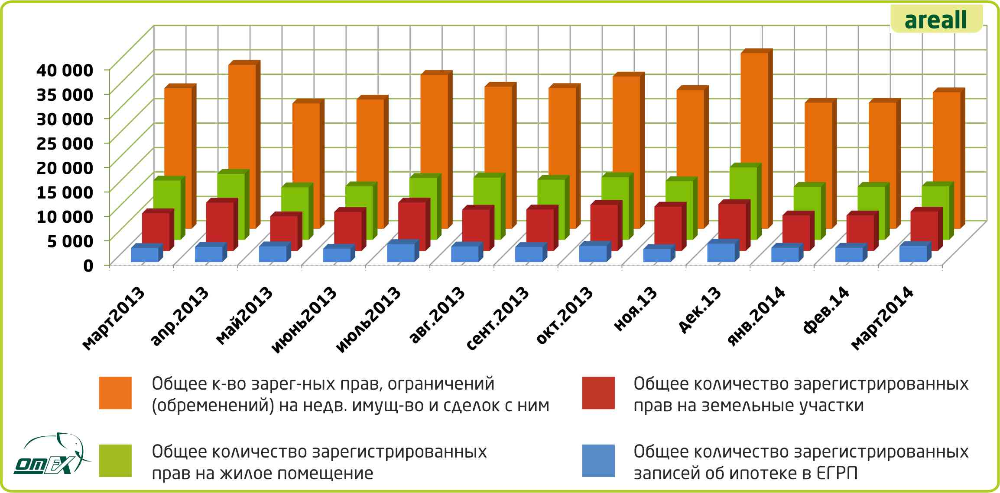 areall
40 000
35 000
30 000
25 000
20 000
15 000
10 000
5 000
0
март2013
апр.2013
май2013
июнь2013
июль2013
авг.2013
сент.2013
окт.2013
ноя.13
дек.13
янв.2014
фев.14
март2014
Общее к-во зарег-ных прав, ограничений
(обременений) на недв. имущ-во и сделок с ним
Общее количество зарегистрированных
прав на земельные участки
Общее количество зарегистрированных
прав на жилое помещение
Общее количество зарегистрированных
записей об ипотеке в ЕГРП
омEX